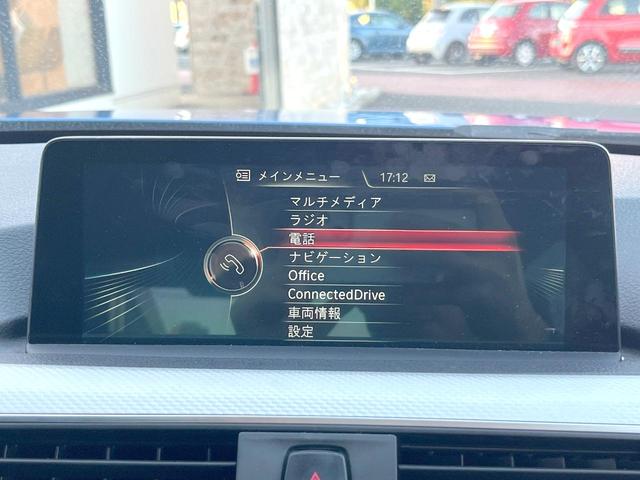 メインメニュー 17:12
マルチメディア
ラジオ
電話
ナビゲーション
Office
ConnectedDrive
車両情報
設定